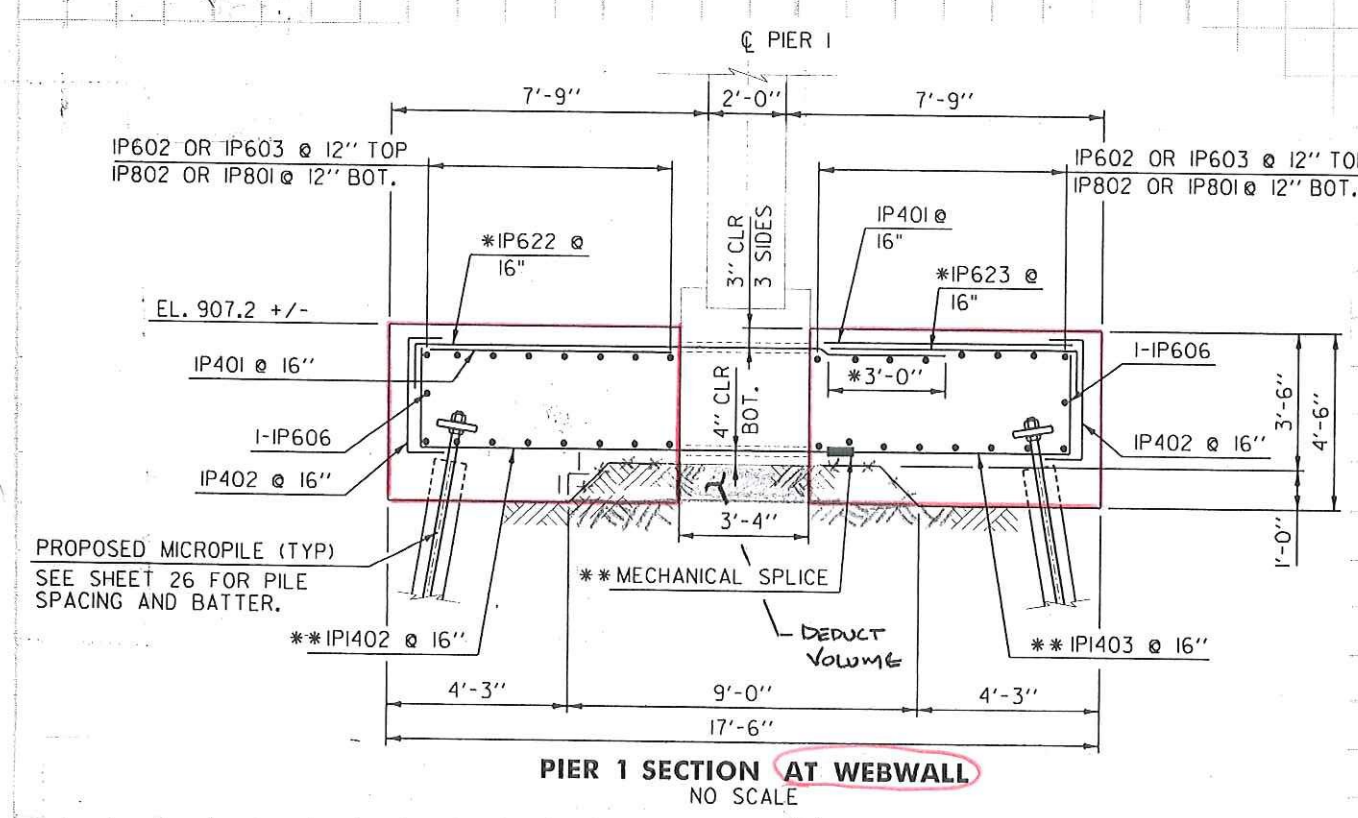 ℄ PIER 1
7'-9"
2'-0"
7'-9"
IP602 OR IP603 @ 12" TOP
IP802 OR IP801 @ 12" BOT.
IP602 OR IP603 @ 12" TOP
IP802 OR IP801 @ 12" BOT.
*IP622 @
16"
3" CLR
3 SIDES
IP401 @
16"
*IP623 @
16"
EL. 907.2 +/-
IP401 @ 16"
1-IP606
*3'-0"
4" CLR
BOT.
3'-6"
4'-6"
1-IP606
IP402 @ 16"
IP402 @ 16"
1
1
3'-4"
1'-0"
PROPOSED MICROPILE (TYP)
SEE SHEET 26 FOR PILE
SPACING AND BATTER.
**MECHANICAL SPLICE
**IP1402 @ 16"
DEDUCT
VOLUME
**IP1403 @ 16"
4'-3"
9'-0"
4'-3"
17'-6"
PIER 1 SECTION AT WEBWALL
NO SCALE